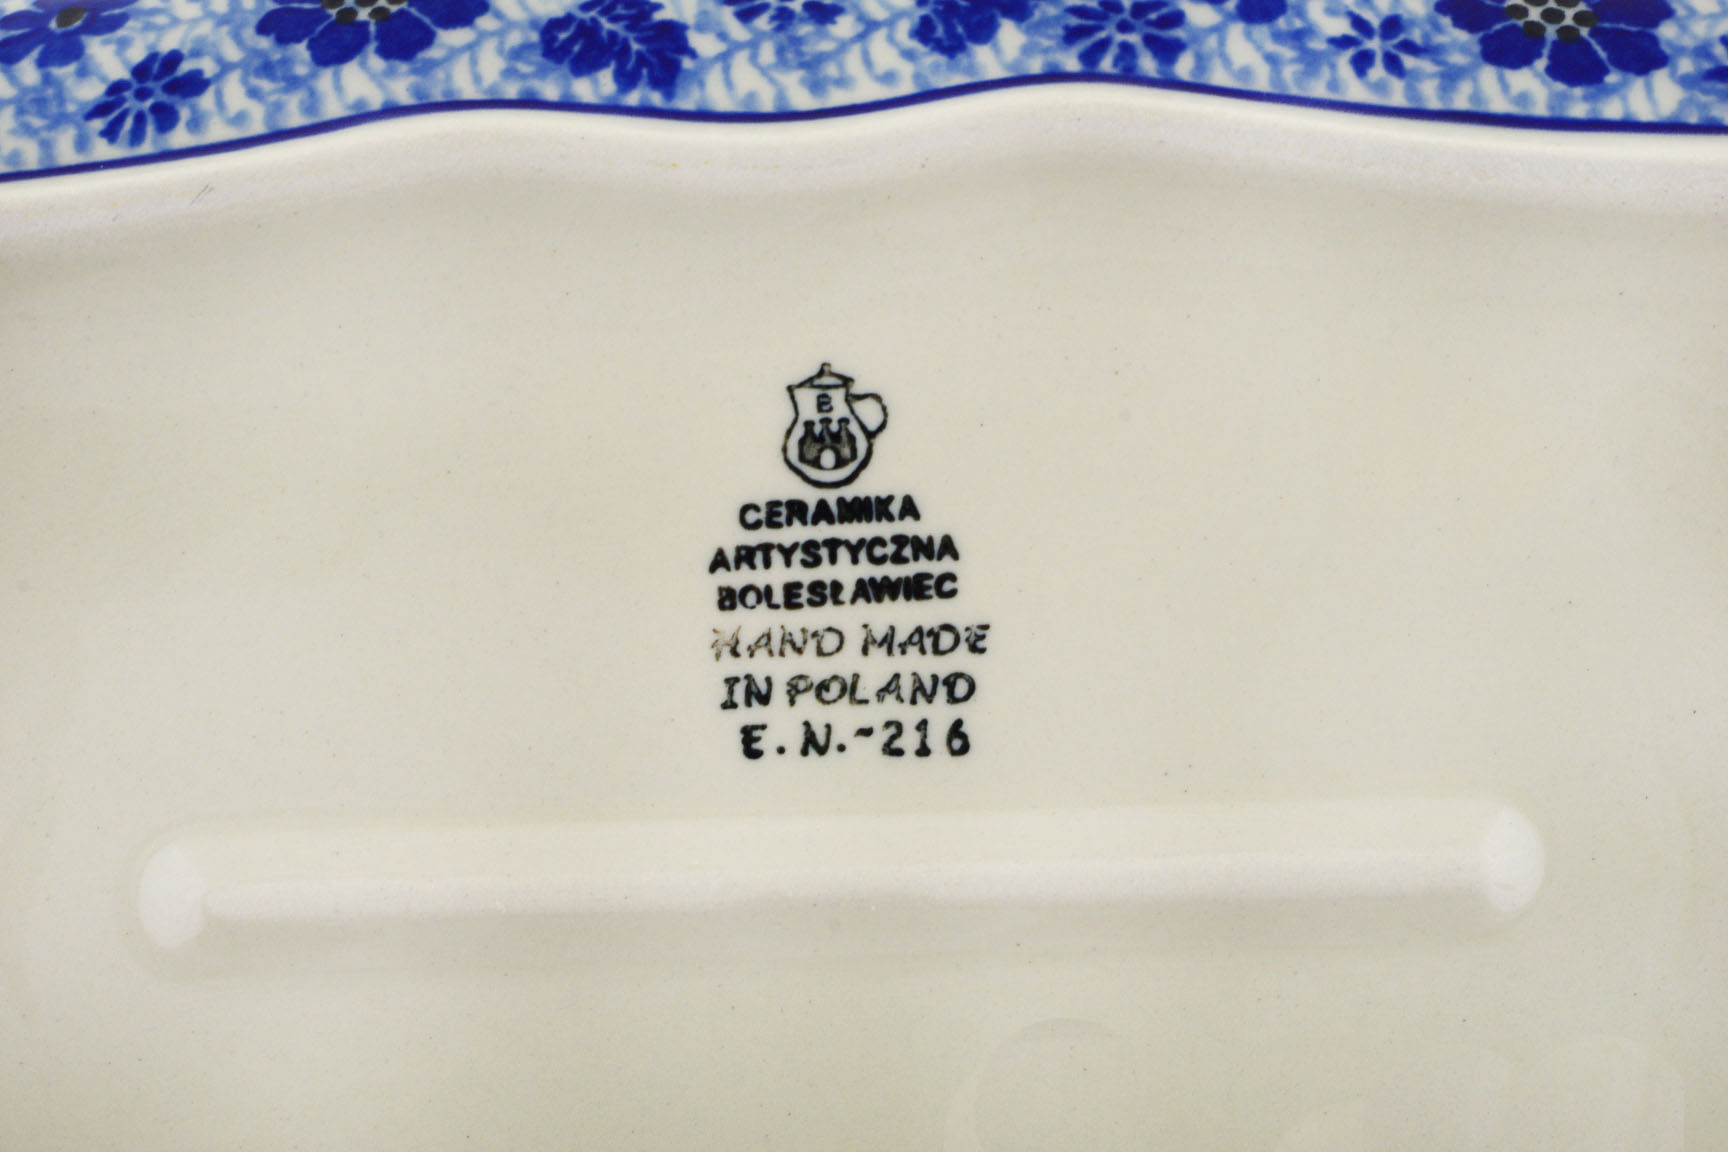 B
CERAMIKA
ARTYSTYCZNA
BOLESŁAWIEC
HAND MADE
IN POLAND
E.N.-216